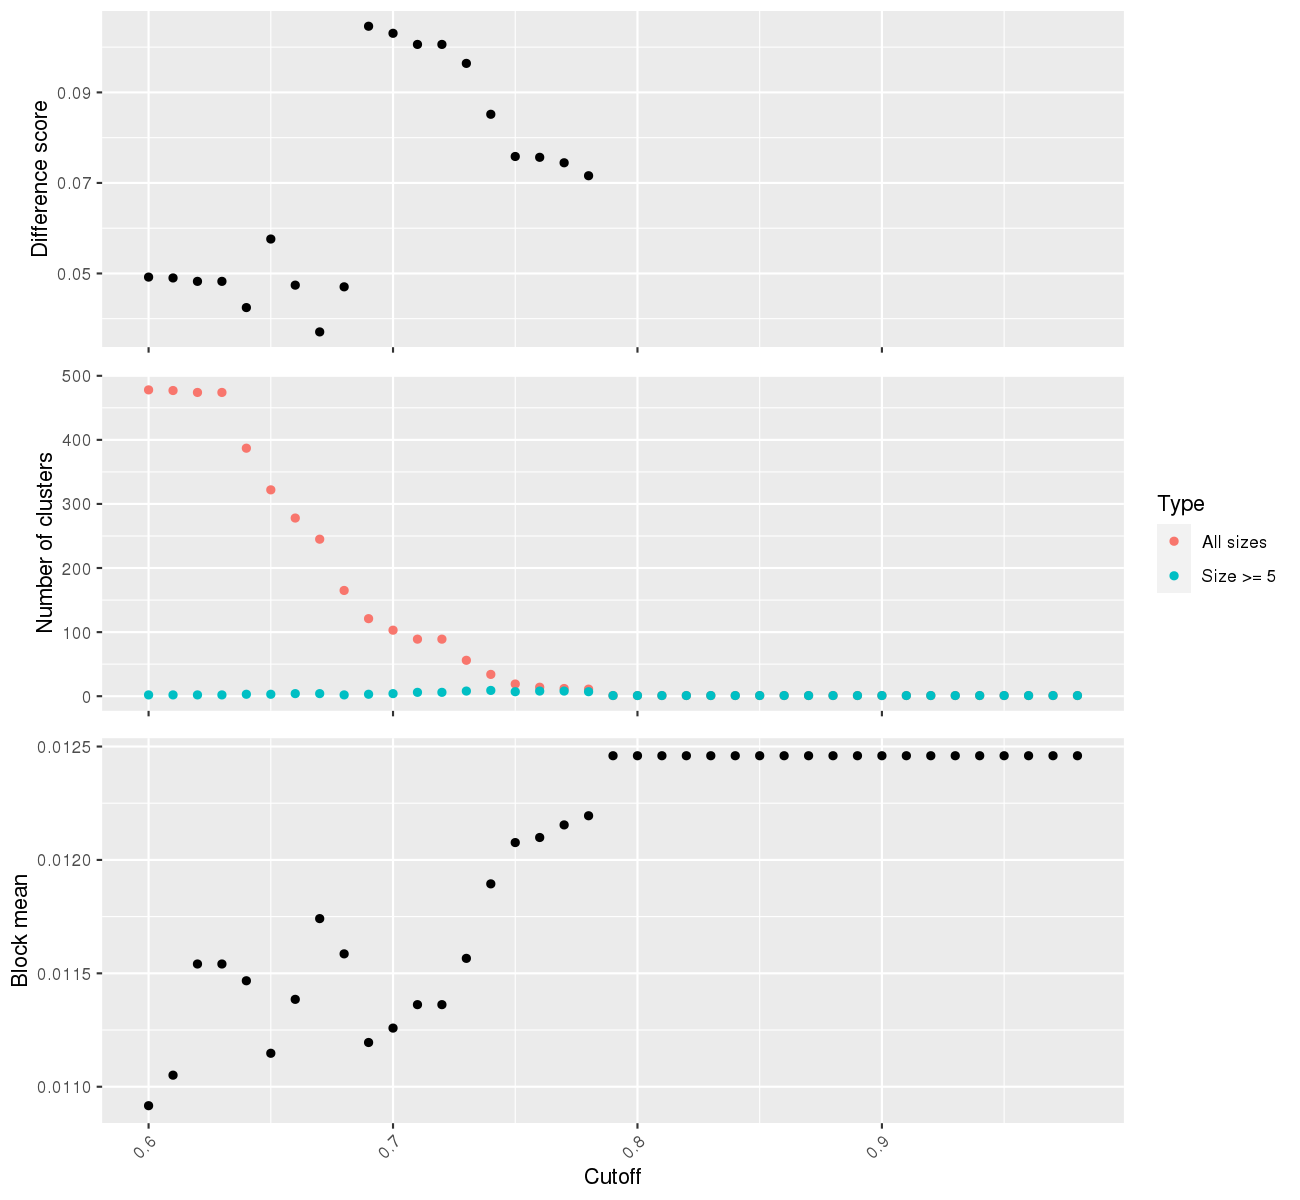 Difference score
0.09
0.07
0.05
Number of clusters
500
400
300
200
100
0
Type
All sizes
Size >= 5
Block mean
0.0125
0.0120
0.0115
0.0110
0.6
0.7
0.8
0.9
Cutoff